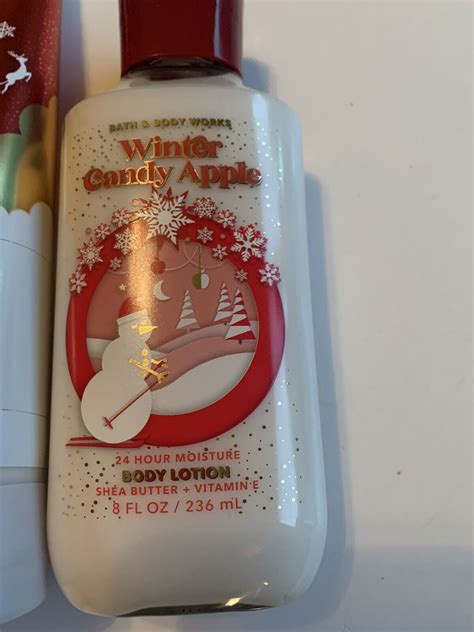 BATH & BODY WORKS
Winter
Candy Apple
24 HOUR MOISTURE
BODY LOTION
SHEA BUTTER + VITAMIN E
8 FL OZ / 236 mL